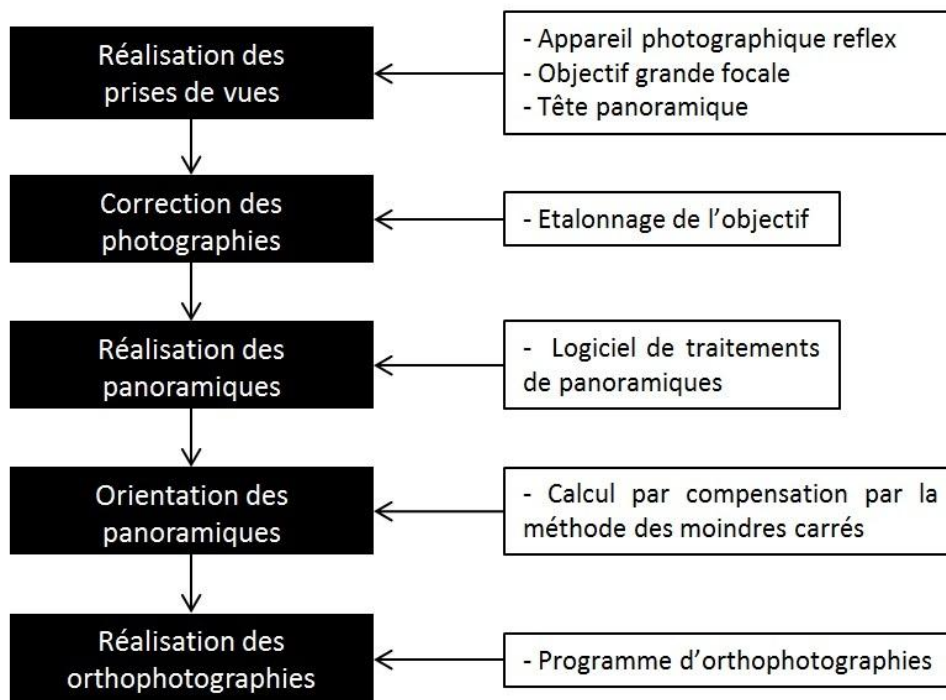 Réalisation des
prises de vues
- Appareil photographique reflex
- Objectif grande focale
- Tête panoramique
Correction des
photographies
- Etalonnage de l'objectif
Réalisation des
panoramiques
- Logiciel de traitements
de panoramiques
Orientation des
panoramiques
- Calcul par compensation par la
méthode des moindres carrés
Réalisation des
orthophotographies
- Programme d'orthophotographies